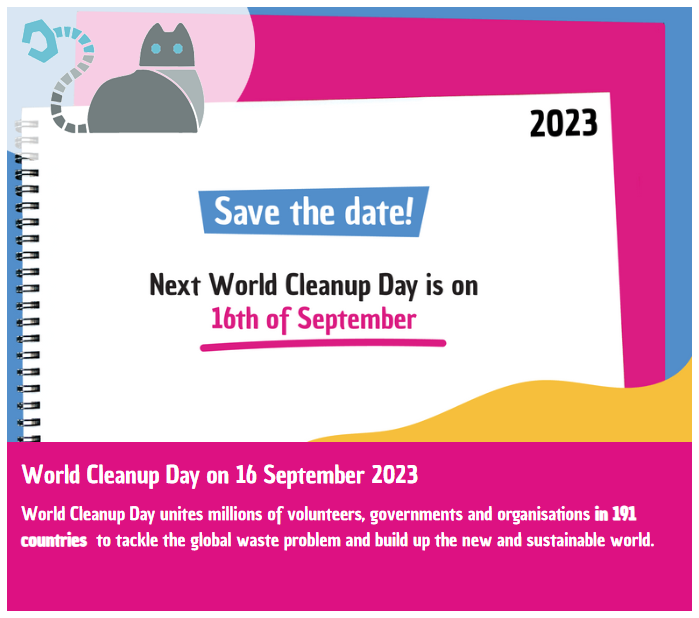 2023
Save the date!
Next World Cleanup Day is on
16th of September
World Cleanup Day on 16 September 2023
World Cleanup Day unites millions of volunteers, governments and organisations in 191
countries to tackle the global waste problem and build up the new and sustainable world.